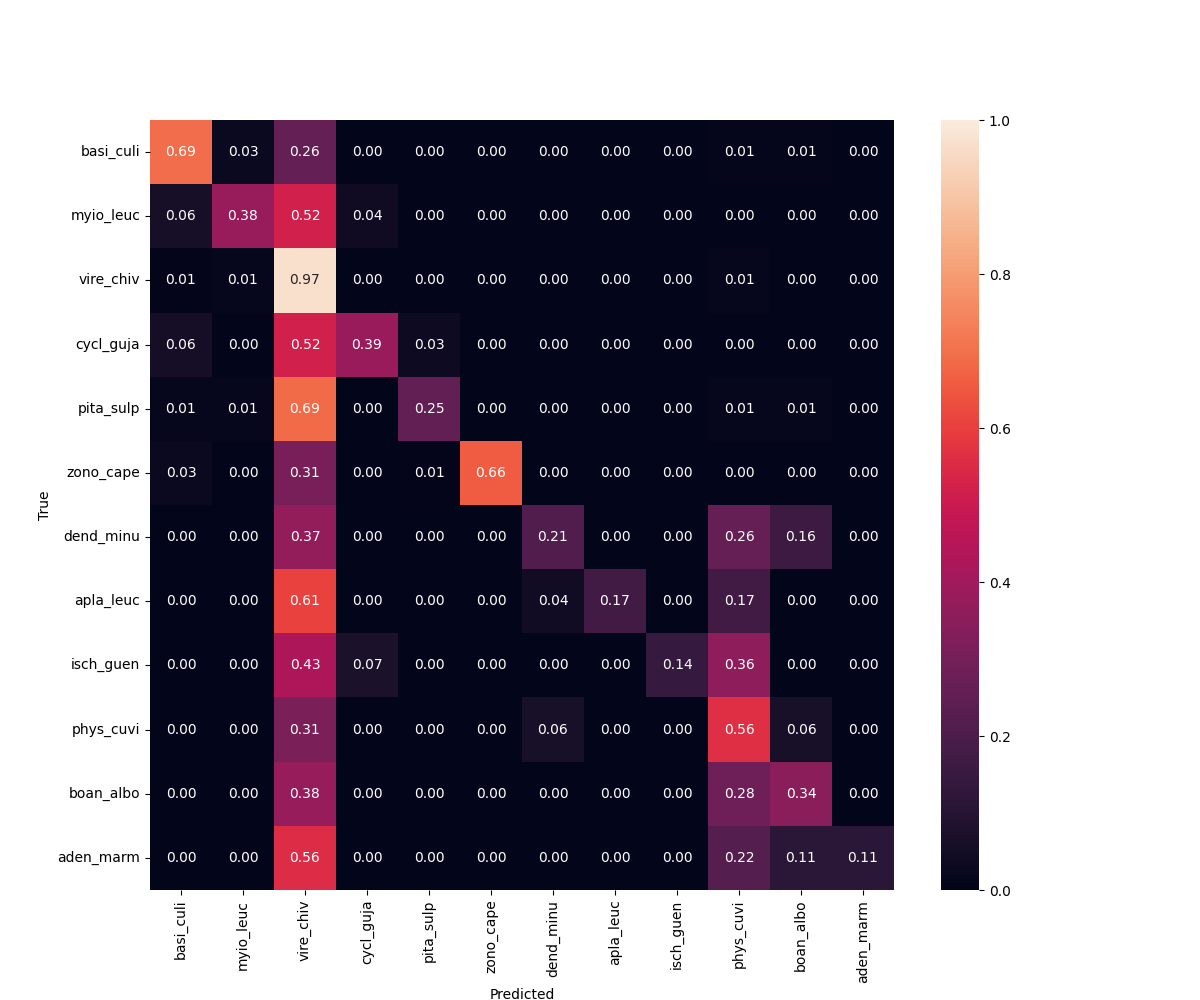 basi_culi 0.69 0.03 0.26 0.00 0.00 0.00 0.00 0.00 0.00 0.01 0.01 0.00
myio_leuc 0.06 0.38 0.52 0.04 0.00 0.00 0.00 0.00 0.00 0.00 0.00 0.00
vire_chiv 0.01 0.01 0.97 0.00 0.00 0.00 0.00 0.00 0.00 0.01 0.00 0.00
cycl_guja 0.06 0.00 0.52 0.39 0.03 0.00 0.00 0.00 0.00 0.00 0.00 0.00
pita_sulp 0.01 0.01 0.69 0.00 0.25 0.00 0.00 0.00 0.00 0.01 0.01 0.00
zono_cape 0.03 0.00 0.31 0.00 0.01 0.66 0.00 0.00 0.00 0.00 0.00 0.00
dend_minu 0.00 0.00 0.37 0.00 0.00 0.00 0.21 0.00 0.00 0.26 0.16 0.00
apla_leuc 0.00 0.00 0.61 0.00 0.00 0.00 0.04 0.17 0.00 0.17 0.00 0.00
isch_guen 0.00 0.00 0.43 0.07 0.00 0.00 0.00 0.00 0.14 0.36 0.00 0.00
phys_cuvi 0.00 0.00 0.31 0.00 0.00 0.00 0.06 0.00 0.00 0.56 0.06 0.00
boan_albo 0.00 0.00 0.38 0.00 0.00 0.00 0.00 0.00 0.00 0.28 0.34 0.00
aden_marm 0.00 0.00 0.56 0.00 0.00 0.00 0.00 0.00 0.00 0.22 0.11 0.11
True
basi_culi myio_leuc vire_chiv cycl_guja pita_sulp zono_cape dend_minu apla_leuc isch_guen phys_cuvi boan_albo aden_marm
Predicted
1.0
0.8
0.6
0.4
0.2
0.0